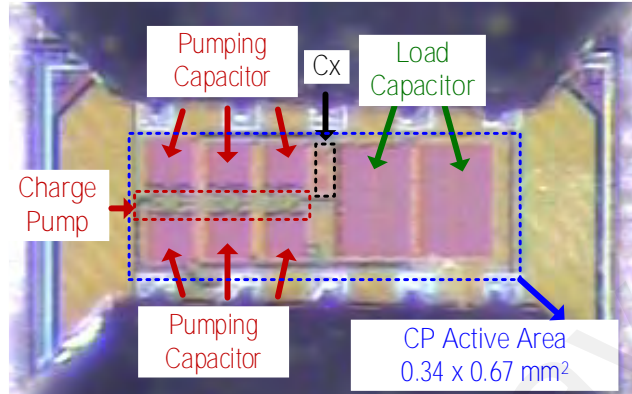 Pumping
Capacitor
Cx
Load
Capacitor
Charge
Pump
Pumping
Capacitor
CP Active Area
0.34 x 0.67 mm²